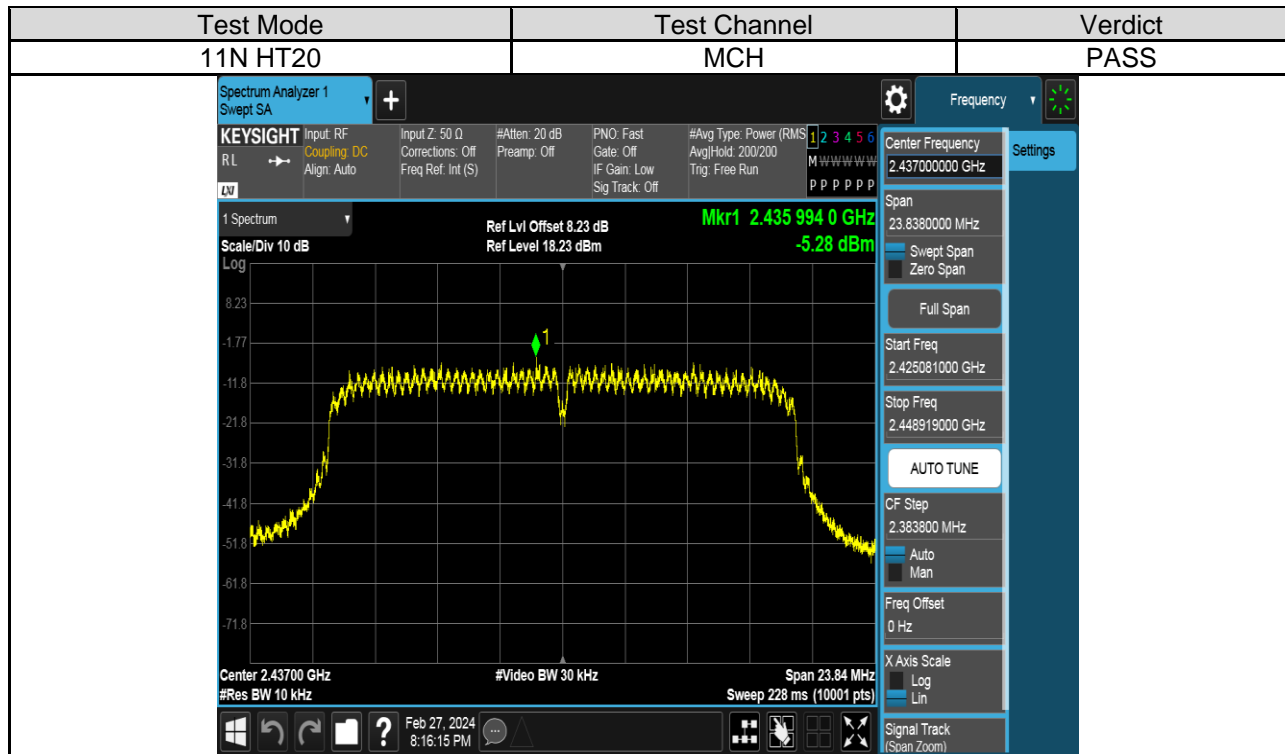 Test Mode Test Channel Verdict
11N HT20 MCH PASS
Spectrum Analyzer 1
Swept SA
+
Frequency
KEYSIGHT Input: RF Input Z: 50 Ω #Atten: 20 dB PNO: Fast #Avg Type: Power (RMS 1 2 3 4 5 6
R L Coupling: DC Corrections: Off Preamp: Off Gate: Off Avg|Hold: 200/200 M W W W W W
Align: Auto Freq Ref: Int (S) IF Gain: Low Trig: Free Run
LXI Sig Track: Off P P P P P P
1 Spectrum
Scale/Div 10 dB
Ref Lvl Offset 8.23 dB
Ref Level 18.23 dBm
Mkr1 2.435 994 0 GHz
-5.28 dBm
Log
8.23
1
-1.77
-11.8
-21.8
-31.8
-41.8
-51.8
-61.8
-71.8
Center 2.43700 GHz #Video BW 30 kHz Span 23.84 MHz
#Res BW 10 kHz Sweep 228 ms (10001 pts)
? Feb 27, 2024
8:16:15 PM
Center Frequency
2.437000000 GHz
Settings
Span
23.8380000 MHz
Swept Span
Zero Span
Full Span
Start Freq
2.425081000 GHz
Stop Freq
2.448919000 GHz
AUTO TUNE
CF Step
2.383800 MHz
Auto
Man
Freq Offset
0 Hz
X Axis Scale
Log
Lin
Signal Track
(Span Zoom)